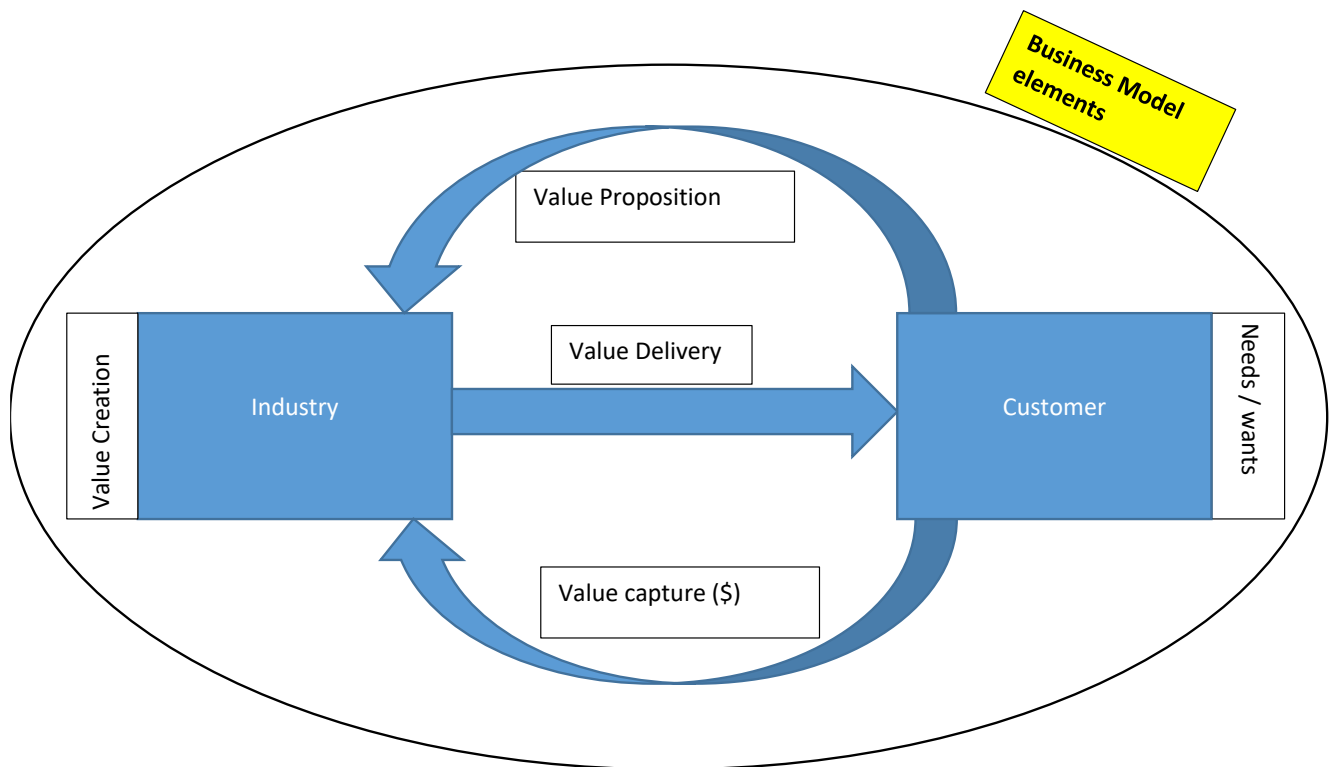 Business Model
elements
Value Proposition
Value Delivery
Value Creation
Industry
Customer
Needs / wants
Value capture ($)